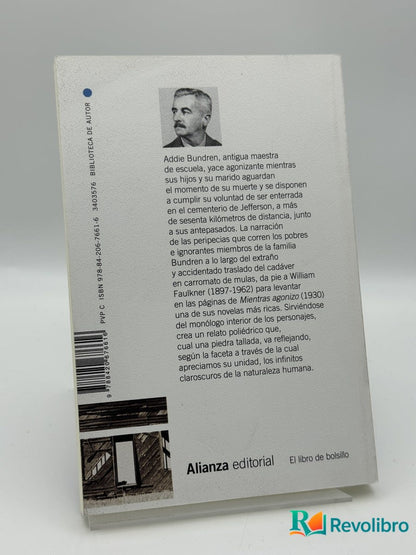 Addie Bundren, antigua maestra
de escuela, yace agonizante mientras
sus hijos y su marido aguardan
el momento de su muerte y se disponen
a cumplir su voluntad de ser enterrada
en el cementerio de Jefferson, a más
de sesenta kilómetros de distancia, junto
a sus antepasados. La narración
de las peripecias que corren los pobres
e ignorantes miembros de la familia
Bundren a lo largo del extraño
y accidentado traslado del cadáver
en carromato de mulas, da pie a William
Faulkner (1897-1962) para levantar
en las páginas de Mientras agonizo (1930)
una de sus novelas más ricas. Sirviéndose
del monólogo interior de los personajes,
crea un relato poliédrico que,
cual una piedra tallada, va reflejando,
según la faceta a través de la cual
apreciamos su unidad, los infinitos
claroscuros de la naturaleza humana.
PVP C ISBN 978-84-206-7661-6 3403576 BIBLIOTECA DE AUTOR
9 788420 676616
Alianza editorial El libro de bolsillo
Revolibro